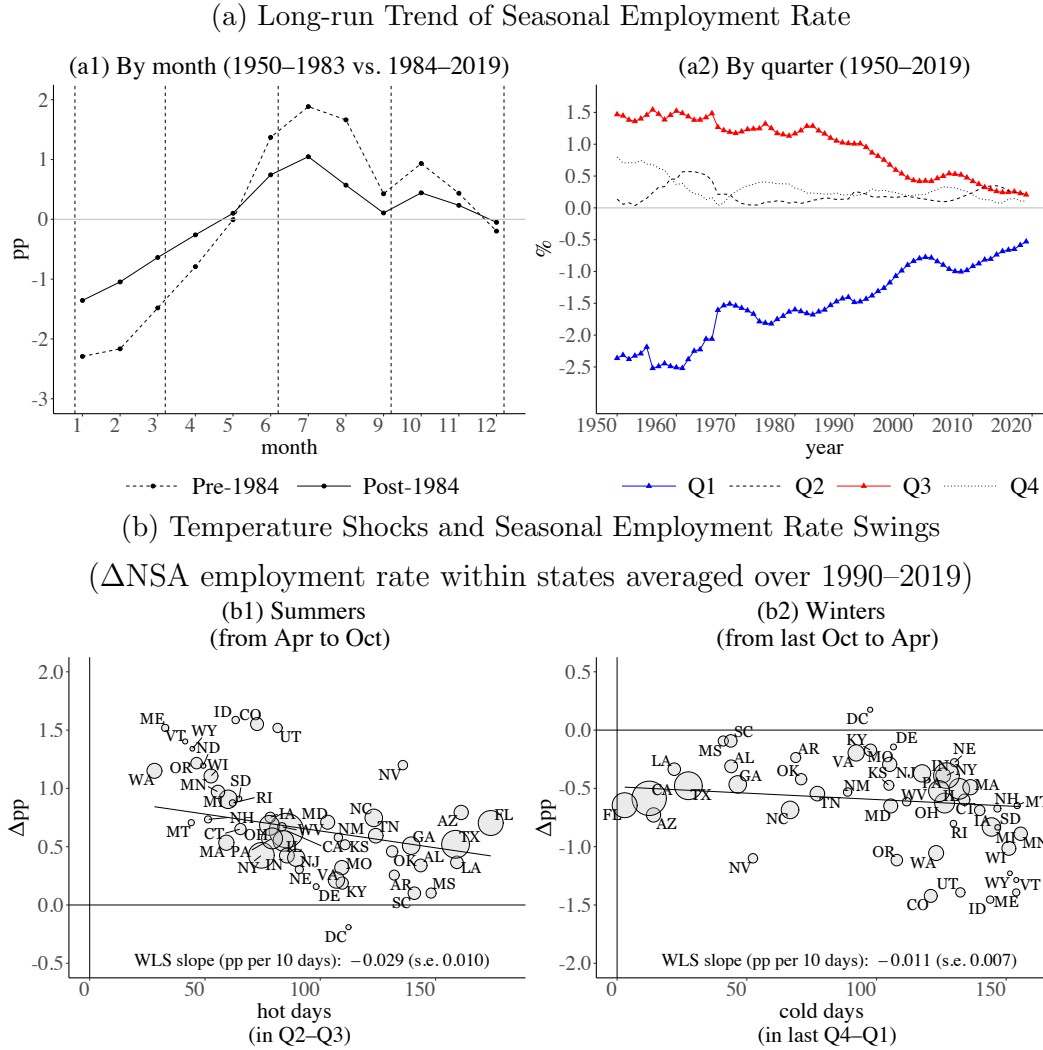 (a) Long-run Trend of Seasonal Employment Rate
(a1) By month (1950–1983 vs. 1984–2019)
2
1
0
-1
-2
-3
pp
1 2 3 4 5 6 7 8 9 10 11 12
month
Pre-1984 Post-1984
(a2) By quarter (1950–2019)
1.5
1.0
0.5
0.0
-0.5
-1.0
-1.5
-2.0
-2.5
%
1950 1960 1970 1980 1990 2000 2010 2020
year
Q1 Q2 Q3 Q4
(b) Temperature Shocks and Seasonal Employment Rate Swings
(ΔNSA employment rate within states averaged over 1990–2019)
(b1) Summers
(from Apr to Oct)
2.0
1.5
1.0
0.5
0.0
-0.5
Δpp
ME
VT
WY
ID
CO
UT
ND
OR
WI
WA
MN
SD
MI
RI
NV
MT
NH
IA
MD
NC
AZ
FL
CT
OH
WV
NM
TN
CA
MA
PA
IL
KS
GA
TX
NY
IN
NJ
MO
OK
AL
LA
NE
VA
DE
KY
AR
SC
MS
DC
WLS slope (pp per 10 days): −0.029 (s.e. 0.010)
0 50 100 150
hot days
(in Q2–Q3)
(b2) Winters
(from last Oct to Apr)
0.5
0.0
-0.5
-1.0
-1.5
-2.0
Δpp
DC
SC
MS
KY
DE
LA
AL
AR
VA
MO
IN
NE
NY
OK
GA
KS
NJ
PA
MA
FL
CA
TX
TN
NM
WV
IL
CT
NH
MT
AZ
NC
MD
OH
IA
SD
RI
MI
MN
NV
OR
WA
WI
CO
UT
WY
VT
ID
ME
WLS slope (pp per 10 days): −0.011 (s.e. 0.007)
0 50 100 150
cold days
(in last Q4–Q1)